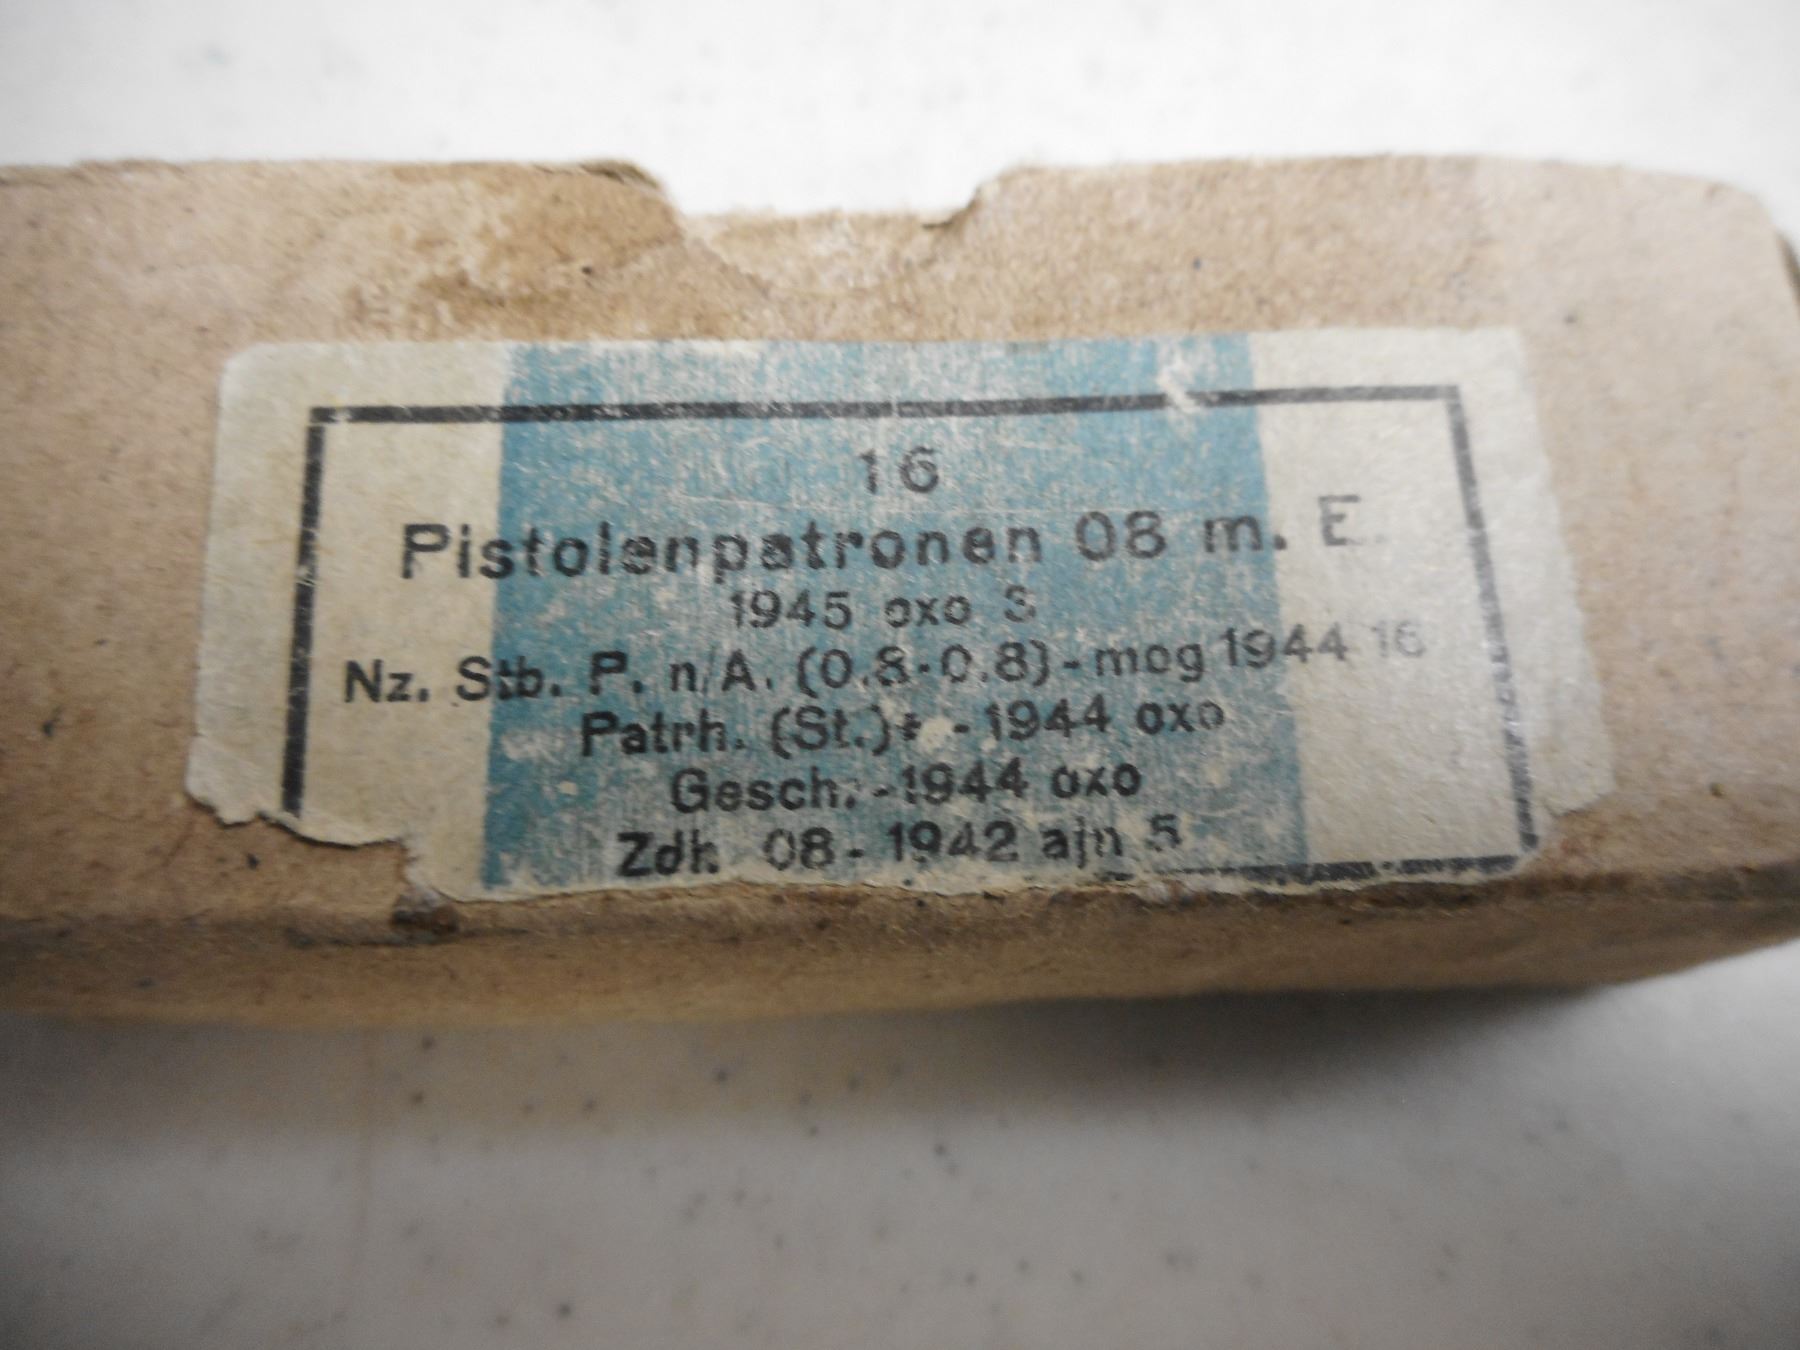 16
Pistolenpatronen 08 m. E.
1945 oxo 3
Nz. Stb. P. n/A. (0.8-0.8) - mog 1944 16
Patrh. (St.)+ - 1944 oxo
Gesch. - 1944 oxo
Zdh. 08 - 1942 ajn 5